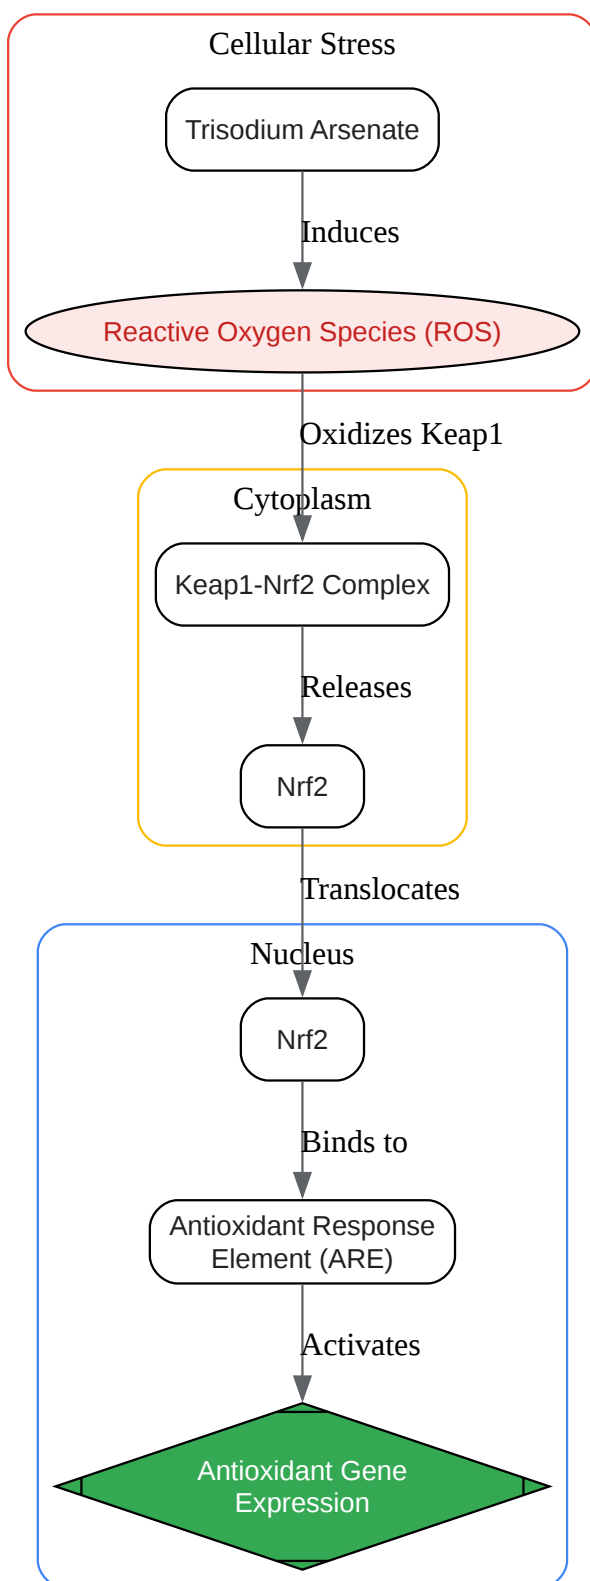 Cellular Stress
Trisodium Arsenate
Induces
Reactive Oxygen Species (ROS)
Oxidizes Keap1
Cytoplasm
Keap1-Nrf2 Complex
Releases
Nrf2
Translocates
Nucleus
Nrf2
Binds to
Antioxidant Response
Element (ARE)
Activates
Antioxidant Gene
Expression